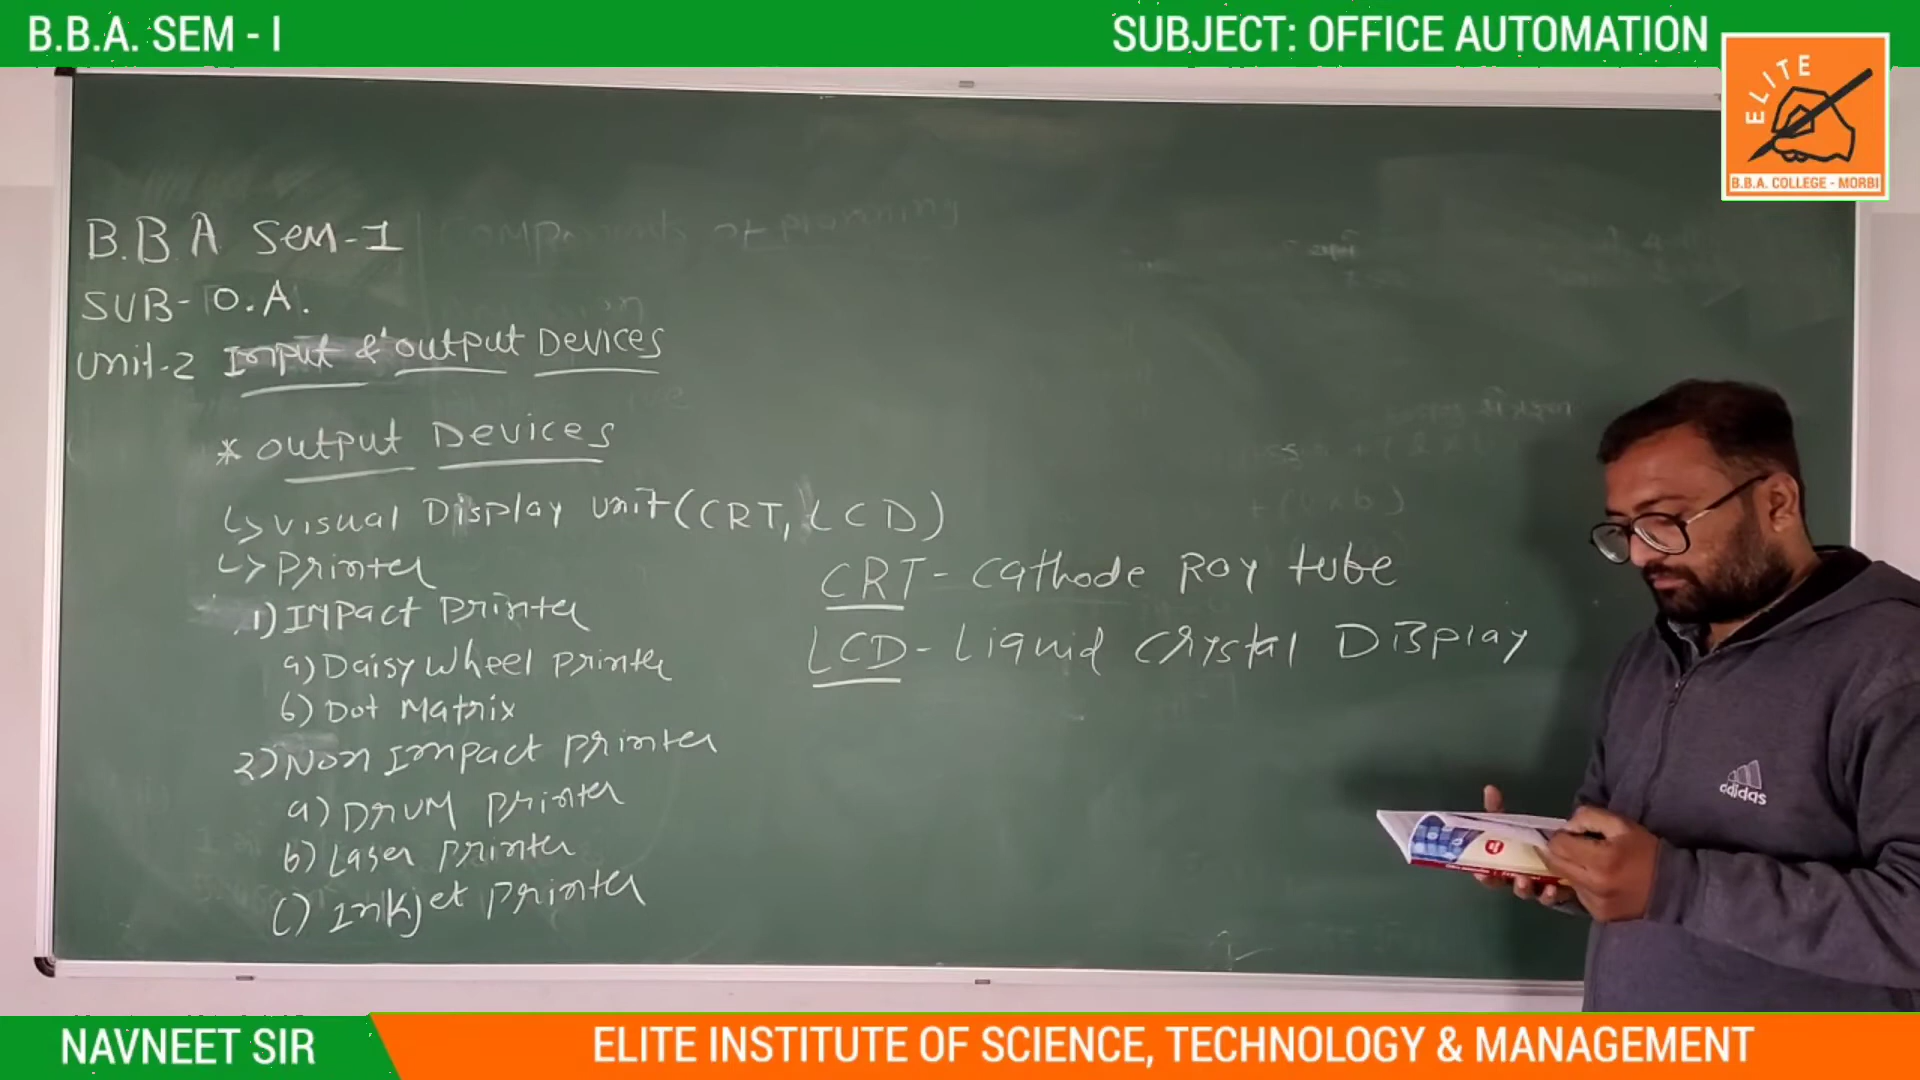 B.B.A. SEM - I
SUBJECT: OFFICE AUTOMATION
ELITE
B.B.A. COLLEGE - MORBI
B.B A Sem-1
SUB- O.A.
Unit-2 Input & output Devices
* output Devices
↳ Visual Display Unit (CRT, LCD)
↳ Printer
1) Impact Printer
a) Daisy Wheel Printer
b) Dot Matrix
2) Non Impact Printer
a) Drum Printer
b) Laser Printer
c) Inkjet Printer
CRT - Cathode Ray tube
LCD - Liquid Crystal Display
adidas
NAVNEET SIR
ELITE INSTITUTE OF SCIENCE, TECHNOLOGY & MANAGEMENT